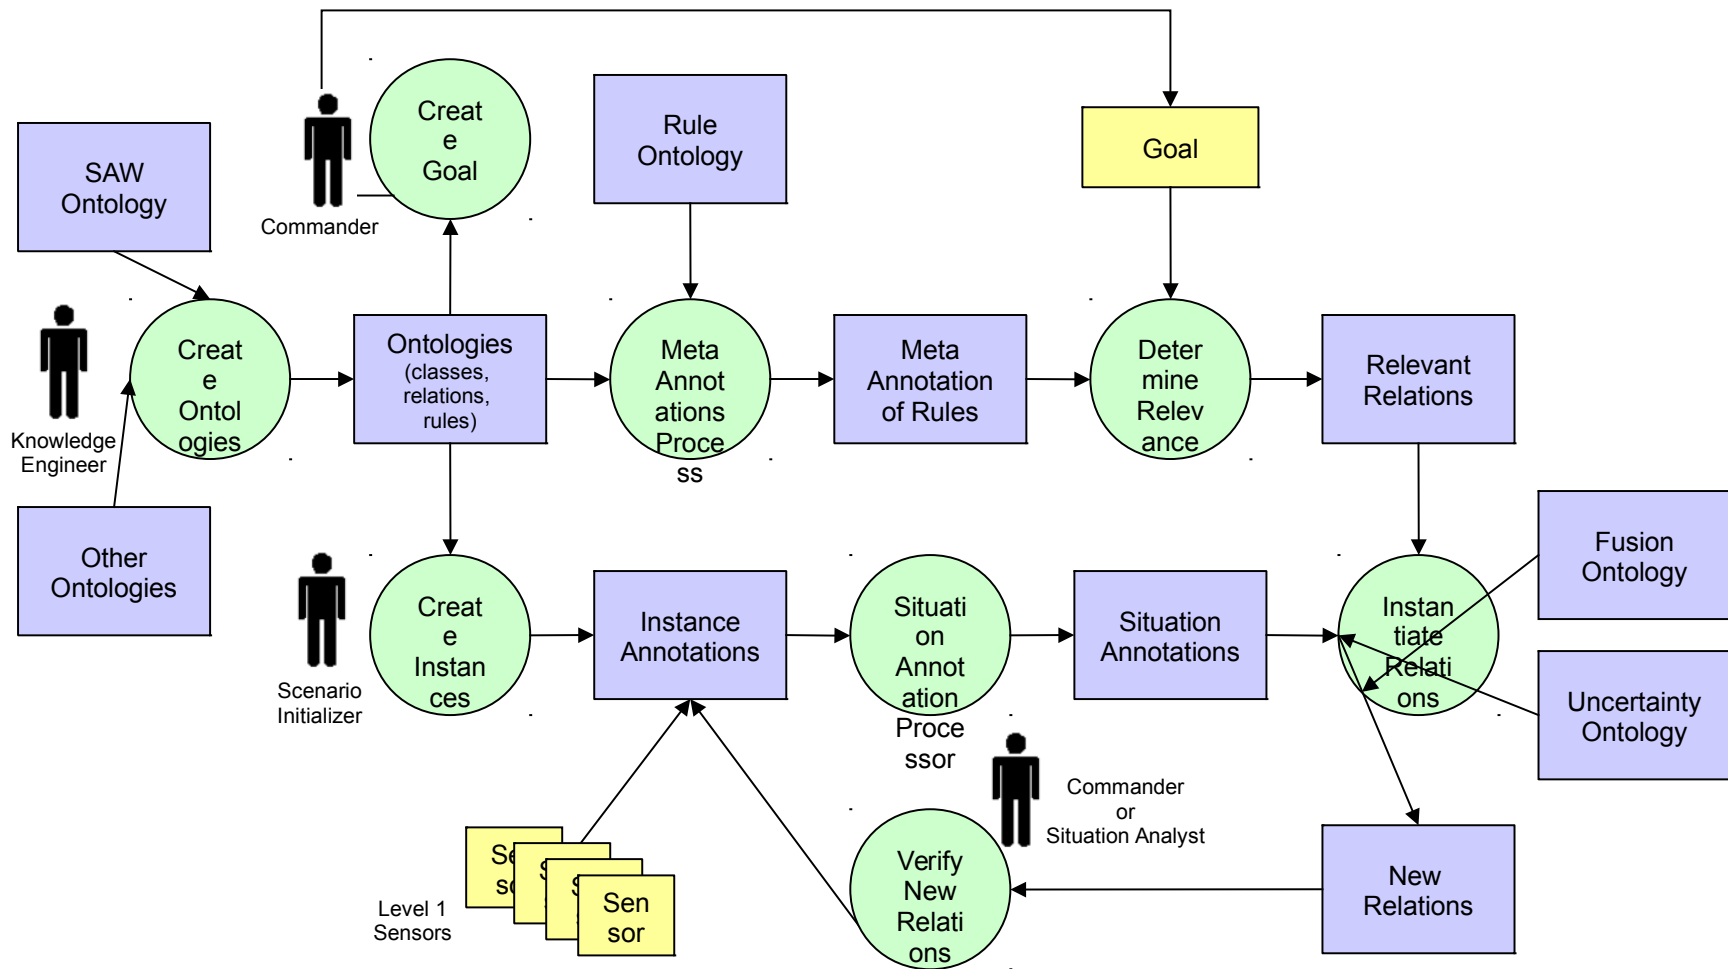 Creat
e
Goal
Rule
Ontology
Goal
SAW
Ontology
Commander
Creat
e
Ontol
ogies
Ontologies
(classes,
relations,
rules)
Meta
Annot
ations
Proce
ss
Meta
Annotation
of Rules
Deter
mine
Relev
ance
Relevant
Relations
Knowledge
Engineer
Other
Ontologies
Fusion
Ontology
Creat
e
Instan
ces
Instance
Annotations
Situati
on
Annot
ation
Proce
ssor
Situation
Annotations
Instan
tiate
Relati
ons
Uncertainty
Ontology
Scenario
Initializer
Commander
or
Situation Analyst
Level 1
Sensors
Se
so
S
S
Sen
sor
Verify
New
Relati
ons
New
Relations